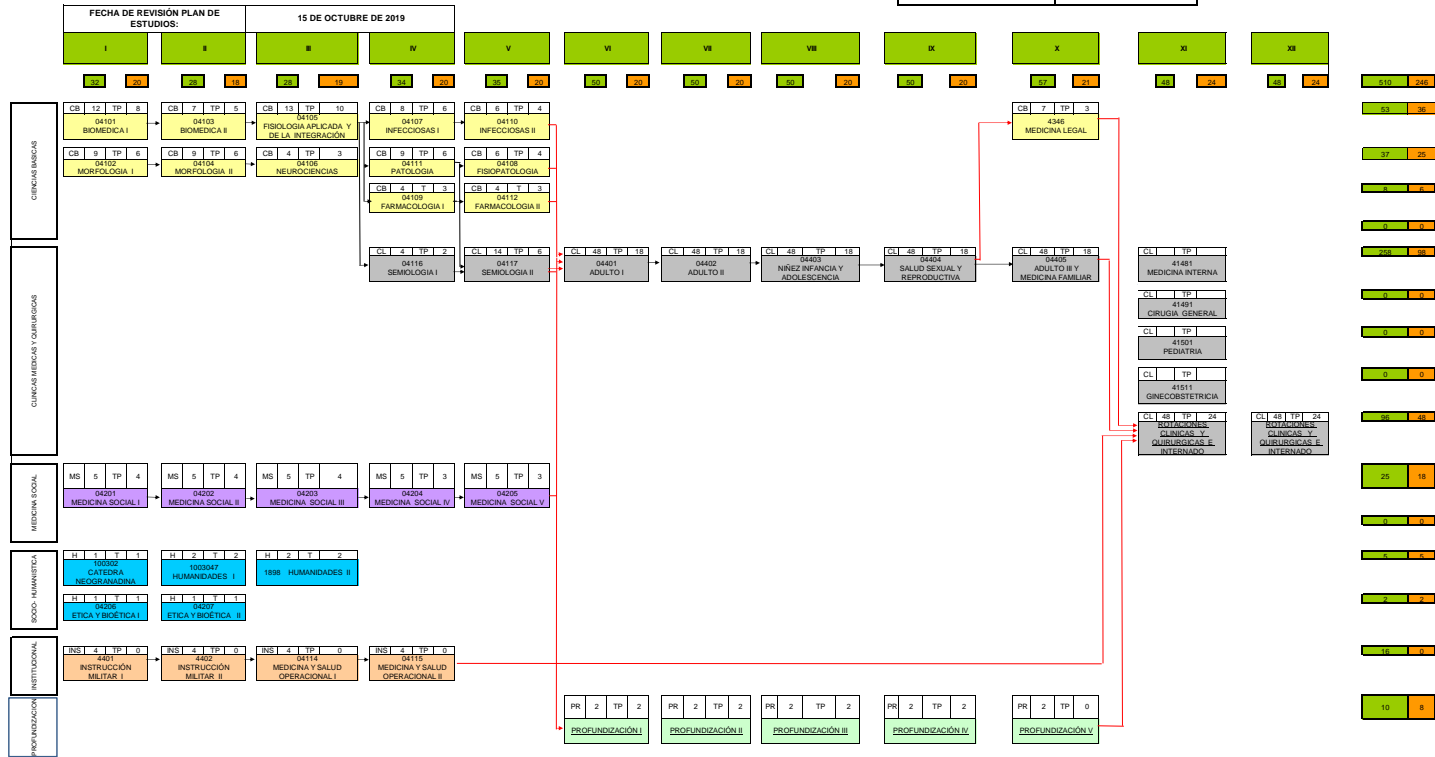 FECHA DE REVISIÓN PLAN DE
ESTUDIOS:
15 DE OCTUBRE DE 2019
I II III IV V VI VII VIII IX X XI XII
32 20 28 18 28 19 34 20 35 20 50 20 50 20 50 20 50 20 57 21 48 24 48 24 510 246
CIENCIAS BASICAS
CB 12 TP 8 CB 7 TP 5 CB 13 TP 10 CB 8 TP 6 CB 6 TP 4 CB 7 TP 3 53 36
04101
BIOMEDICA I
04103
BIOMEDICA II
04105
FISIOLOGIA APLICADA Y
DE LA INTEGRACIÓN
04107
INFECCIOSAS I
04110
INFECCIOSAS II
4346
MEDICINA LEGAL
CB 9 TP 6 CB 9 TP 6 CB 4 TP 3 CB 9 TP 6 CB 6 TP 4 37 25
04102
MORFOLOGIA I
04104
MORFOLOGIA II
04106
NEUROCIENCIAS
04111
PATOLOGIA
04108
FISIOPATOLOGIA
CB 4 T 3 CB 4 T 3 8 6
04109
FARMACOLOGIA I
04112
FARMACOLOGIA II
0 0
CLINICAS MEDICAS Y QUIRURGICAS
CL 4 TP 2 CL 14 TP 6 CL 48 TP 18 CL 48 TP 18 CL 48 TP 18 CL 48 TP 18 CL 48 TP 18 CL TP 258 98
04116
SEMIOLOGIA I
04117
SEMIOLOGIA II
04401
ADULTO I
04402
ADULTO II
04403
NIÑEZ INFANCIA Y
ADOLESCENCIA
04404
SALUD SEXUAL Y
REPRODUCTIVA
04405
ADULTO III Y
MEDICINA FAMILIAR
41481
MEDICINA INTERNA
CL TP 0 0
41491
CIRUGIA GENERAL
CL TP 0 0
41501
PEDIATRIA
CL TP 0 0
41511
GINECOBSTETRICIA
CL 48 TP 24 CL 48 TP 24 96 48
ROTACIONES
CLINICAS Y
QUIRURGICAS E
INTERNADO
ROTACIONES
CLINICAS Y
QUIRURGICAS E
INTERNADO
MEDICINA SOCIAL
MS 5 TP 4 MS 5 TP 4 MS 5 TP 4 MS 5 TP 3 MS 5 TP 3 25 18
04201
MEDICINA SOCIAL I
04202
MEDICINA SOCIAL II
04203
MEDICINA SOCIAL III
04204
MEDICINA SOCIAL IV
04205
MEDICINA SOCIAL V
0 0
SOCIO- HUMANISTICA
H 1 T 1 H 2 T 2 H 2 T 2 5 5
100302
CATEDRA
NEOGRANADINA
1003047
HUMANIDADES I
1898 HUMANIDADES II
H 1 T 1 H 1 T 1 2 2
04206
ETICA Y BIOÉTICA I
04207
ETICA Y BIOÉTICA II
INSTITUCIONAL
INS 4 TP 0 INS 4 TP 0 INS 4 TP 0 INS 4 TP 0 16 0
4401
INSTRUCCIÓN
MILITAR I
4402
INSTRUCCIÓN
MILITAR II
04114
MEDICINA Y SALUD
OPERACIONAL I
04115
MEDICINA Y SALUD
OPERACIONAL II
PROFUNDIZACION
PR 2 TP 2 PR 2 TP 2 PR 2 TP 2 PR 2 TP 2 PR 2 TP 0 10 8
PROFUNDIZACIÓN I
PROFUNDIZACIÓN II
PROFUNDIZACIÓN III
PROFUNDIZACIÓN IV
PROFUNDIZACIÓN V